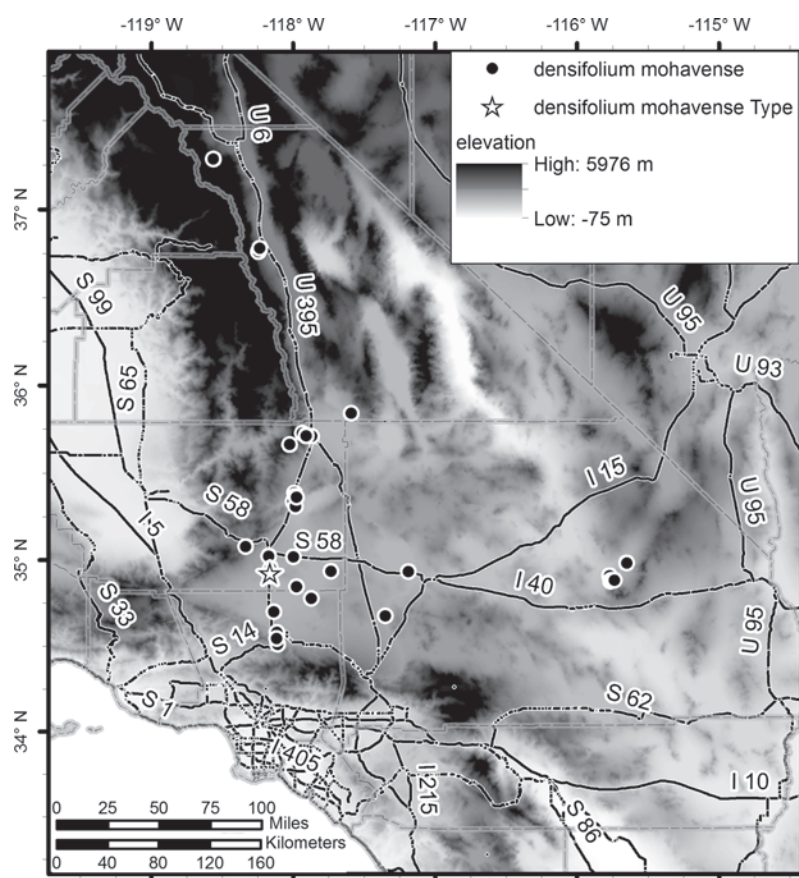 -119° W -118° W -117° W -116° W -115° W
densifolium mohavense
densifolium mohavense Type
elevation
High: 5976 m
Low: -75 m
37° N
36° N
35° N
34° N
U 6
U 395
S 99
S 65
U 95
U 93
I 15
S 58
S 58
I 5
U 95
I 40
S 33
S 14
U 95
S 1
S 62
I 405
I 215
I 10
S 86
0 25 50 75 100
Miles
Kilometers
0 40 80 120 160